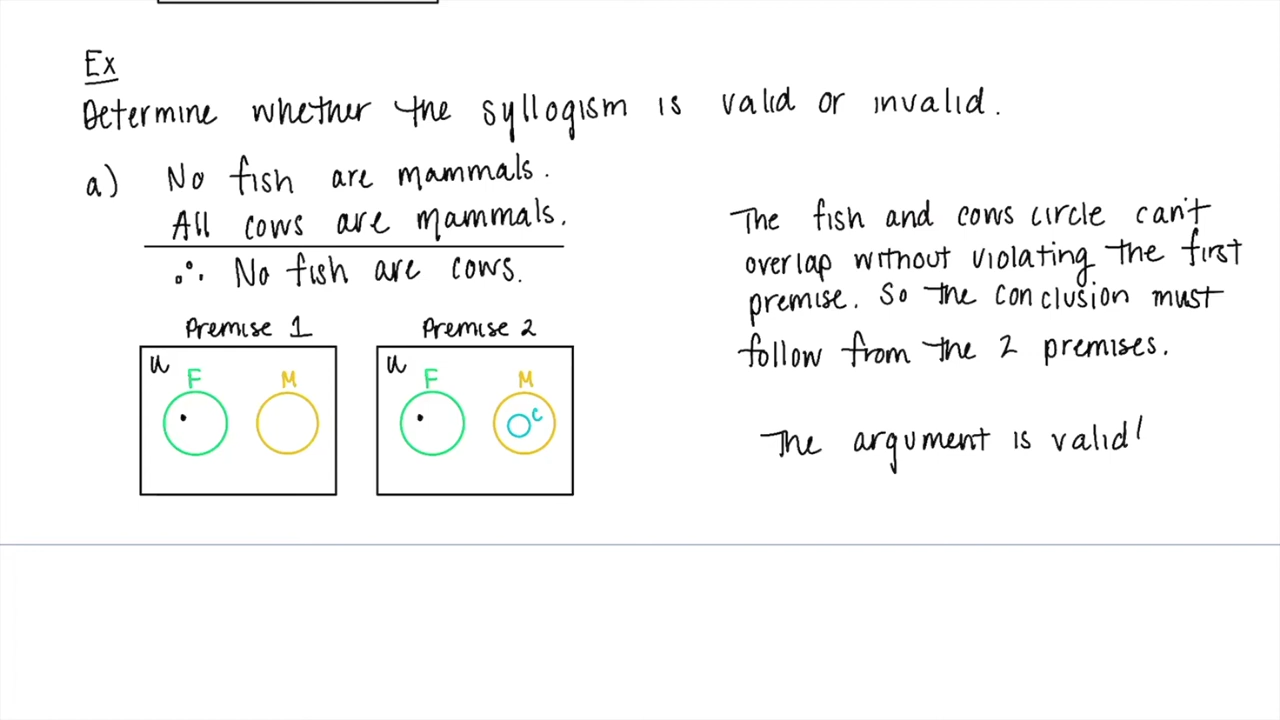 Ex
Determine whether the syllogism is valid or invalid.
a) No fish are mammals.
All cows are mammals.
∴ No fish are cows.
Premise 1
Premise 2
U
F
M
U
F
M
C
The fish and cows circle can't
overlap without violating the first
premise. So the conclusion must
follow from the 2 premises.
The argument is valid!